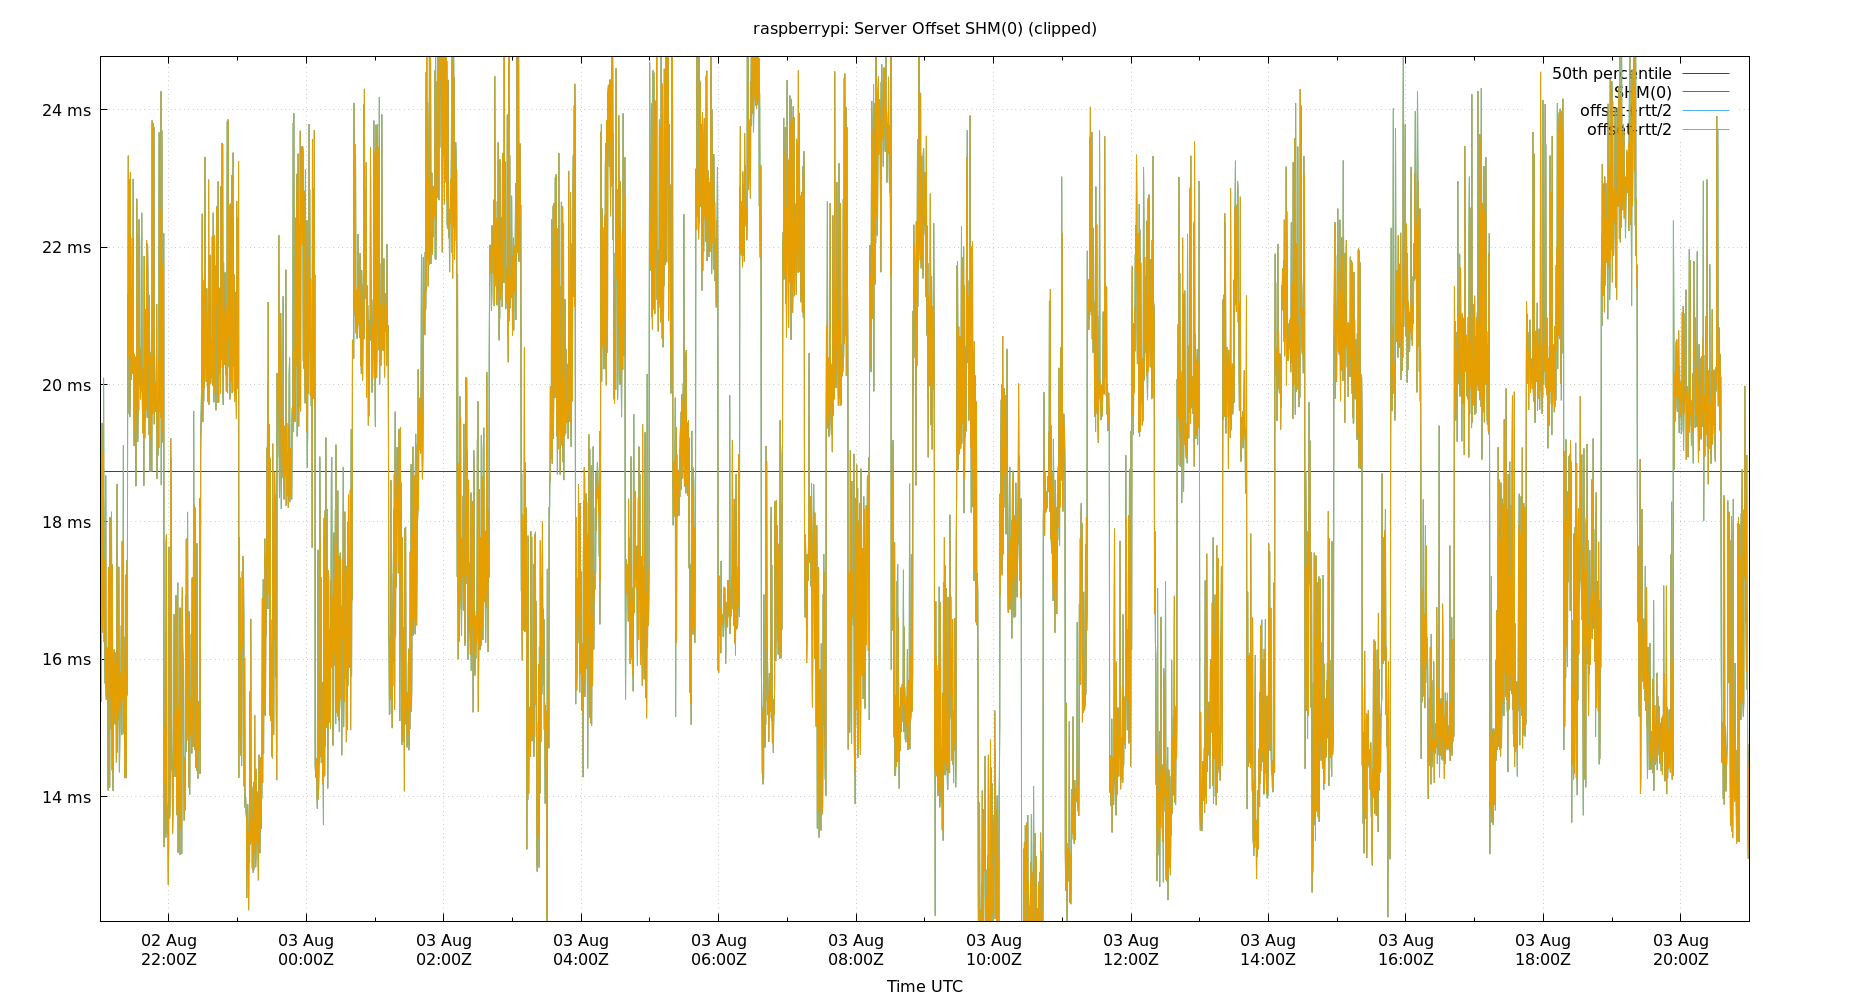 raspberrypi: Server Offset SHM(0) (clipped)
50th percentile
SHM(0)
offset+rtt/2
offset-rtt/2
24 ms
22 ms
20 ms
18 ms
16 ms
14 ms
02 Aug 03 Aug 03 Aug 03 Aug 03 Aug 03 Aug 03 Aug 03 Aug 03 Aug 03 Aug 03 Aug 03 Aug
22:00Z 00:00Z 02:00Z 04:00Z 06:00Z 08:00Z 10:00Z 12:00Z 14:00Z 16:00Z 18:00Z 20:00Z
Time UTC